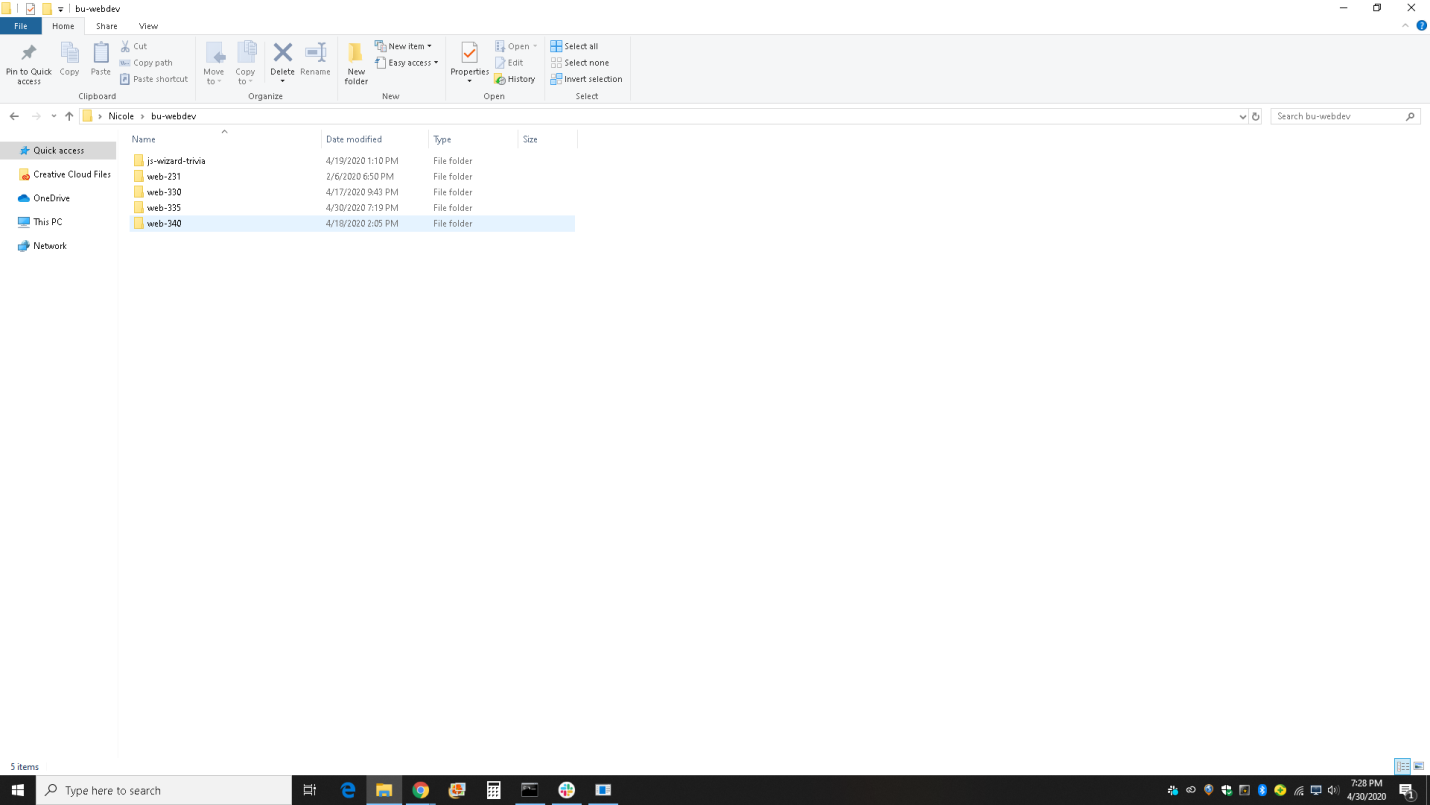 bu-webdev
File Home Share View
Pin to Quick access
Copy
Paste
Cut
Copy path
Paste shortcut
Clipboard
Move to
Copy to
Delete
Rename
Organize
New folder
New item
Easy access
New
Properties
Open
Edit
History
Open
Select all
Select none
Invert selection
Select
Nicole > bu-webdev
Search bu-webdev
Quick access
Creative Cloud Files
OneDrive
This PC
Network
Name Date modified Type Size
js-wizard-trivia 4/19/2020 1:10 PM File folder
web-231 2/6/2020 6:50 PM File folder
web-330 4/17/2020 9:43 PM File folder
web-335 4/30/2020 7:19 PM File folder
web-340 4/18/2020 2:05 PM File folder
5 items
Type here to search
7:28 PM
4/30/2020
1